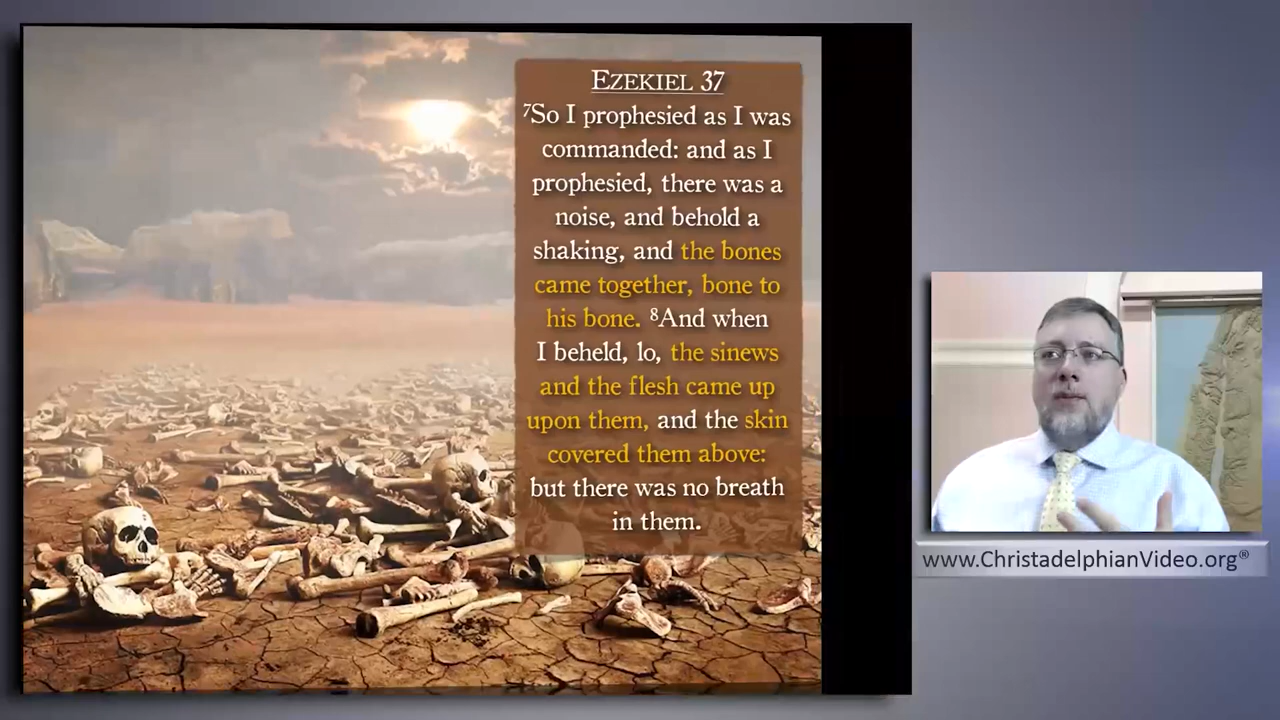 EZEKIEL 37
⁷So I prophesied as I was
commanded: and as I
prophesied, there was a
noise, and behold a
shaking, and the bones
came together, bone to
his bone. ⁸And when
I beheld, lo, the sinews
and the flesh came up
upon them, and the skin
covered them above:
but there was no breath
in them.
www.ChristadelphianVideo.org®